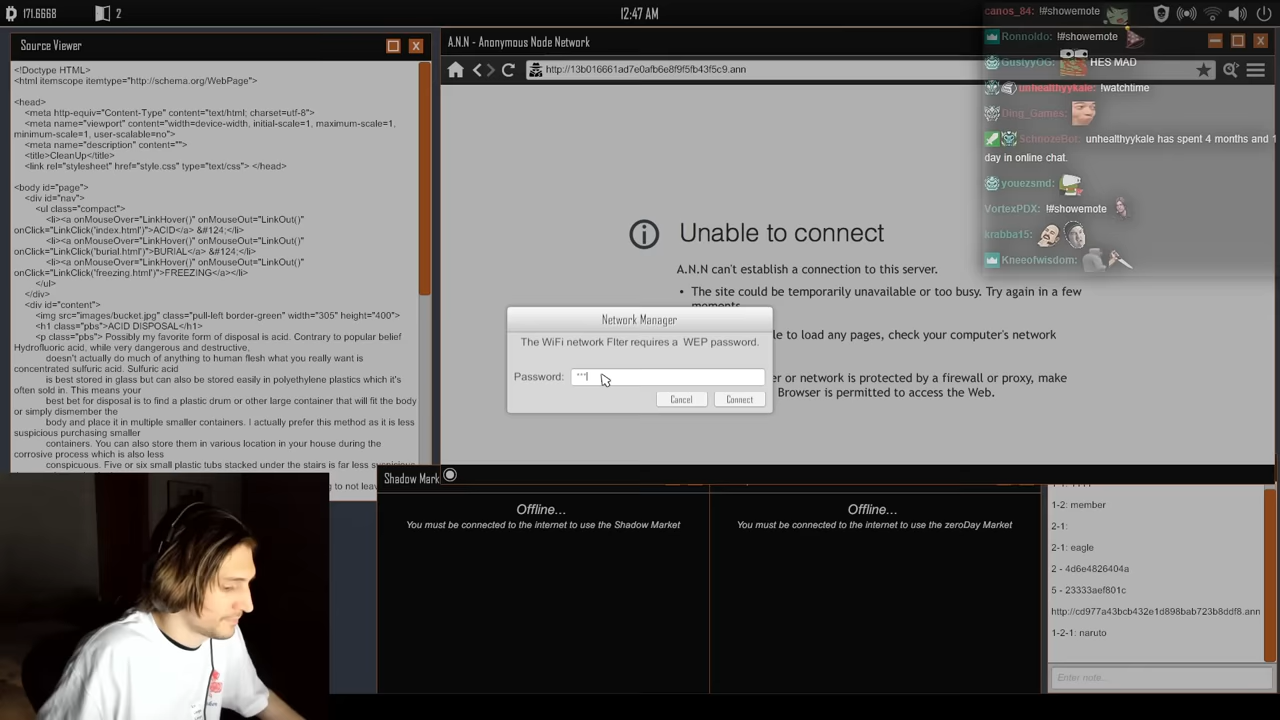 171.6668
2
12:47 AM
Source Viewer
<!Doctype HTML>
<html itemscope itemtype="http://schema.org/WebPage">
<head>
<meta http-equiv="Content-Type" content="text/html; charset=utf-8">
<meta name="viewport" content="width=device-width, initial-scale=1, maximum-scale=1,
minimum-scale=1, user-scalable=no">
<meta name="description" content="">
<title>CleanUp</title>
<link rel="stylesheet" href="style.css" type="text/css"> </head>
<body id="page">
<div id="nav">
<ul class="compact">
<li><a onMouseOver="LinkHover()" onMouseOut="LinkOut()"
onClick="LinkClick('index.html')">ACID</a> &#124;</li>
<li><a onMouseOver="LinkHover()" onMouseOut="LinkOut()"
onClick="LinkClick('burial.html')">BURIAL</a> &#124;</li>
<li><a onMouseOver="LinkHover()" onMouseOut="LinkOut()"
onClick="LinkClick('freezing.html')">FREEZING</a></li>
</ul>
</div>
<div id="content">
<img src="images/bucket.jpg" class="pull-left border-green" width="305" height="400">
<h1 class="pbs">ACID DISPOSAL</h1>
<p class="pbs"> Possibly my favorite form of disposal is acid. Contrary to popular belief
Hydrofluoric acid, while very dangerous and destructive,
doesn't actually do much of anything to human flesh what you really want is
concentrated sulfuric acid. Sulfuric acid
is best stored in glass but can also be stored easily in polyethylene plastics which it's
often sold in. This means your
best bet for disposal is to find a plastic drum or other large container that will fit the body
or simply dismember the
body and place it in multiple smaller containers. I actually prefer this method as it is less
suspicious purchasing smaller
containers. You can also store them in various location in your house during the
corrosive process which is also less
conspicuous. Five or six small plastic tubs stacked under the stairs is far less suspicious
to not leav
A.N.N - Anonymous Node Network
http://13b016661ad7e0afb6e8f9f5fb43f5c9.ann
Unable to connect
A.N.N can't establish a connection to this server.
• The site could be temporarily unavailable or too busy. Try again in a few
moments.
le to load any pages, check your computer's network
er or network is protected by a firewall or proxy, make
Browser is permitted to access the Web.
Network Manager
The WiFi network FIter requires a WEP password.
Password: ***
Cancel
Connect
Shadow Mark
Offline...
You must be connected to the internet to use the Shadow Market
Offline...
You must be connected to the internet to use the zeroDay Market
1-2: member
2-1:
2-1: eagle
2 - 4d6e4826404a
5 - 23333aef801c
http://cd977a43bcb432e1d898bab723b8ddf8.ann
1-2-1: naruto
Enter note...
canos_84: !#showemote
Ronnoldo: !#showemote
GustyyOG: HES MAD
unhealthyykale: !watchtime
Ding_Games:
SchnozeBot: unhealthyykale has spent 4 months and 1
day in online chat.
youezsmd:
VortexPDX: !#showemote
krabba15:
Kneeofwisdom: